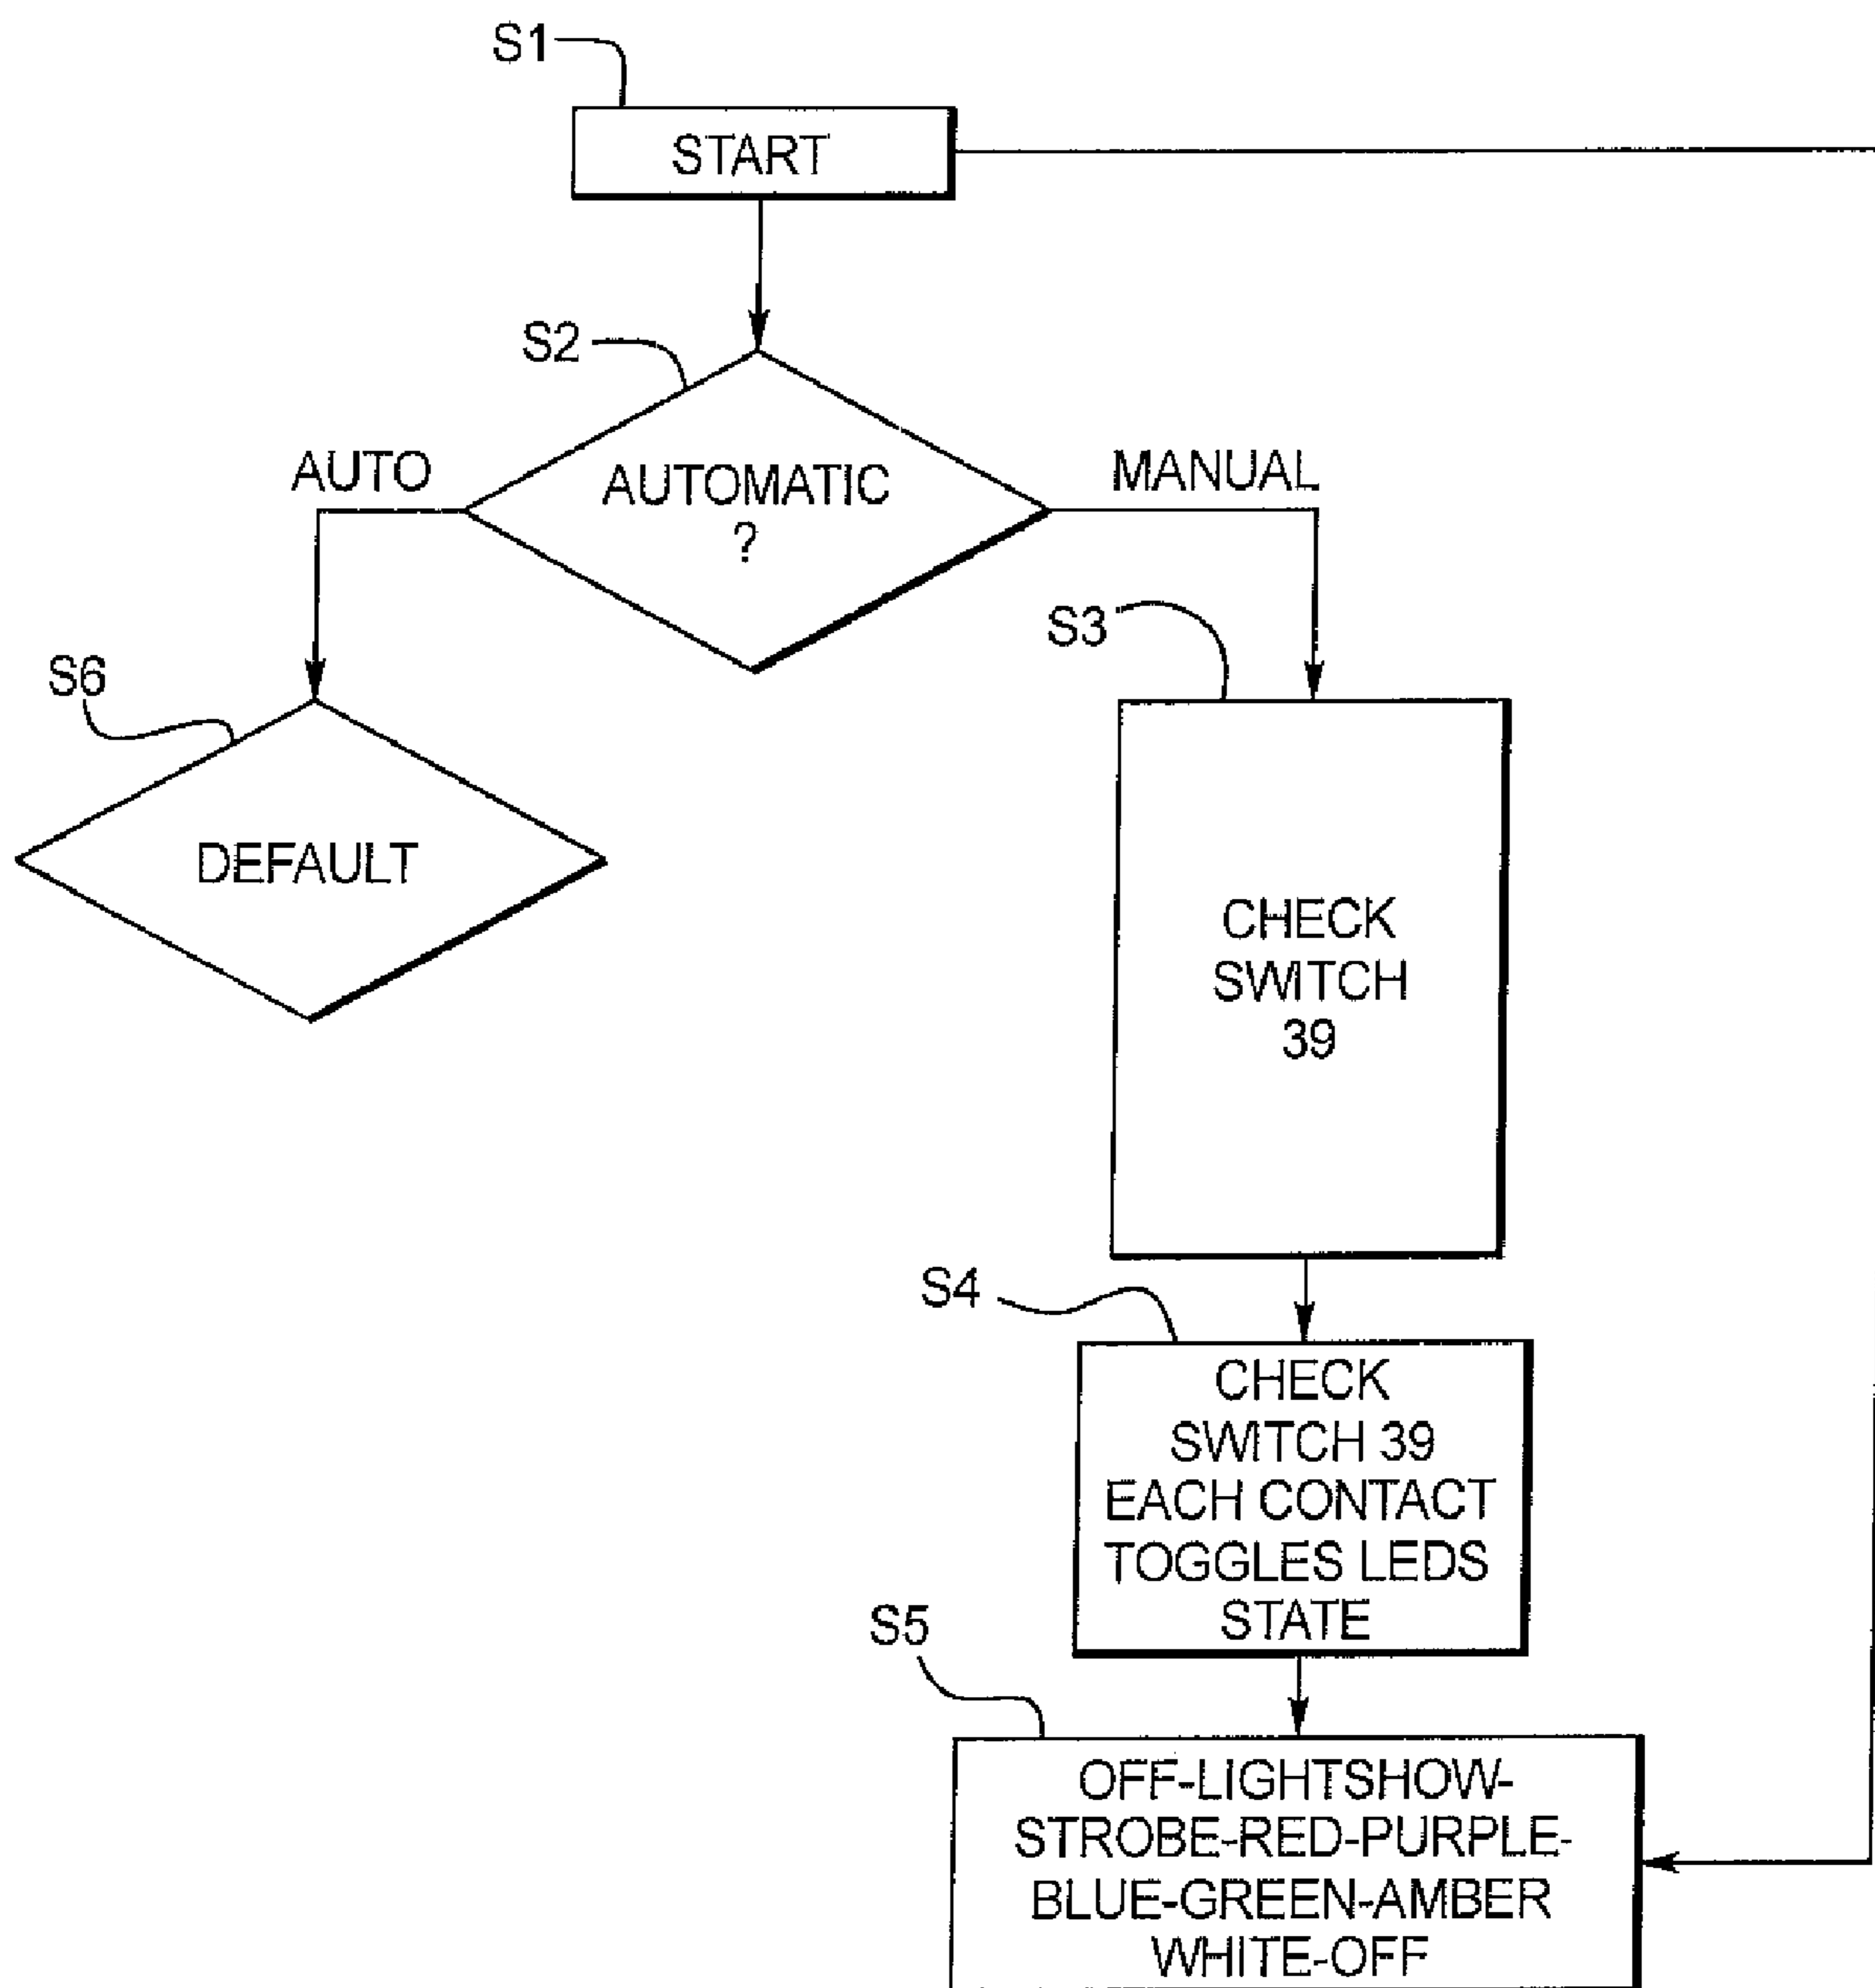 S1
START
S2
AUTO
AUTOMATIC
?
MANUAL
S3
S6
DEFAULT
CHECK
SWITCH
39
S4
CHECK
SWITCH 39
EACH CONTACT
TOGGLES LEDS
STATE
S5
OFF-LIGHTSHOW-
STROBE-RED-PURPLE-
BLUE-GREEN-AMBER
WHITE-OFF